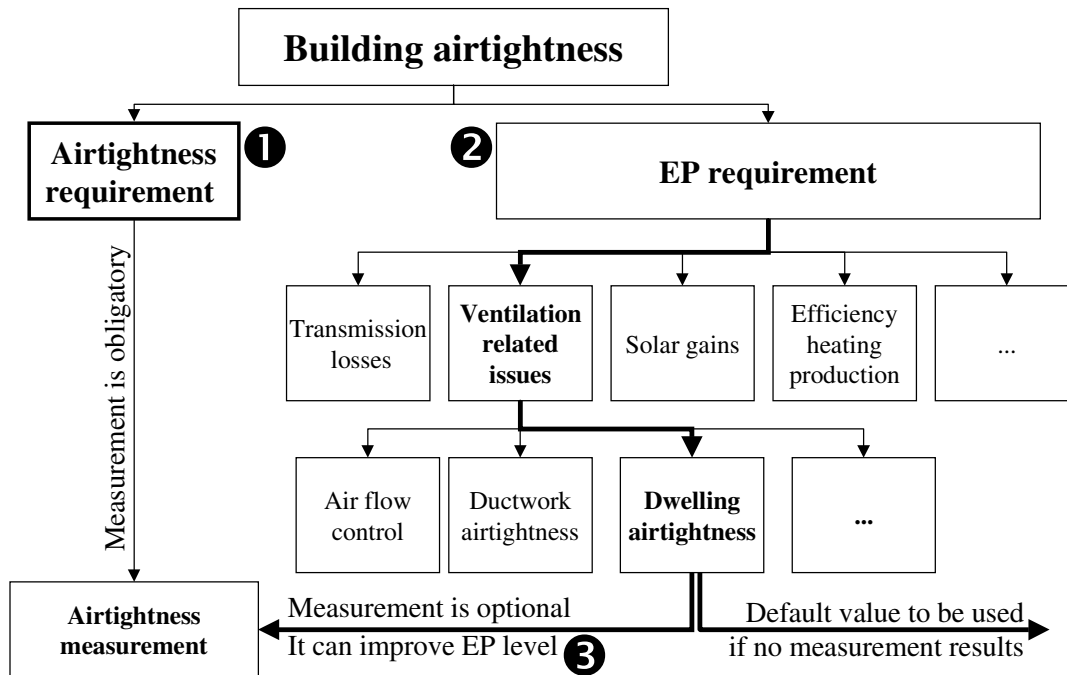 Building airtightness
❶
❷
Airtightness
requirement
EP requirement
Measurement is obligatory
Transmission
losses
Ventilation
related
issues
Solar gains
Efficiency
heating
production
...
Air flow
control
Ductwork
airtightness
Dwelling
airtightness
...
Airtightness
measurement
Measurement is optional
It can improve EP level
❸
Default value to be used
if no measurement results